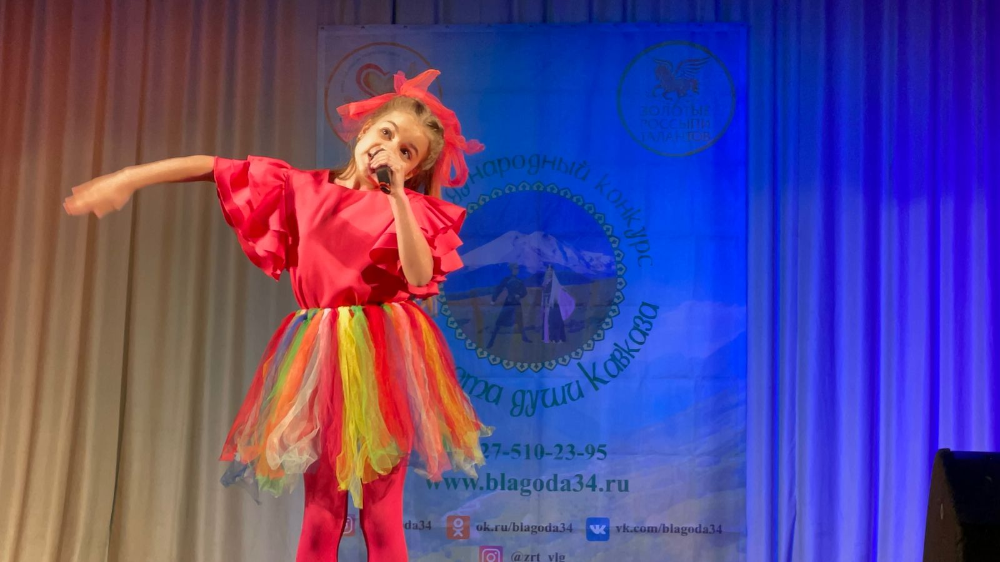 ЗОЛОТЫЕ
РОССЫПИ
ТАЛАНТОВ
конкурс
души Кавказа
27-510-23-95
www.blagoda34.ru
da34 ok.ru/blagoda34 vk.com/blagoda34
@zrt_vlg